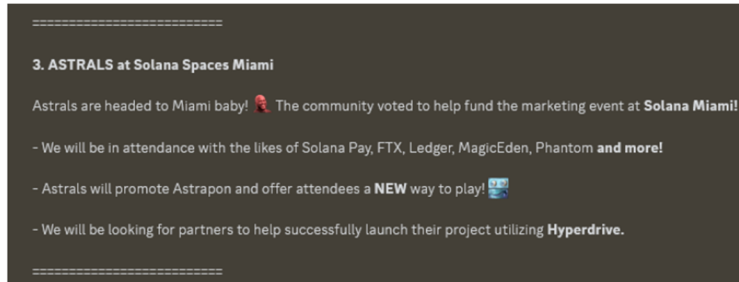 ==========================
3. ASTRALS at Solana Spaces Miami
Astrals are headed to Miami baby! The community voted to help fund the marketing event at Solana Miami!
- We will be in attendance with the likes of Solana Pay, FTX, Ledger, MagicEden, Phantom and more!
- Astrals will promote Astrapon and offer attendees a NEW way to play!
- We will be looking for partners to help successfully launch their project utilizing Hyperdrive.
==========================